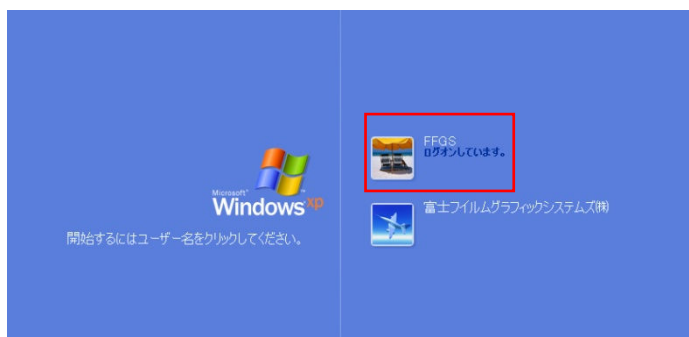 Microsoft®
Windows xp
開始するにはユーザー名をクリックしてください。
FFGS
ログオンしています。
富士フイルムグラフィックシステムズ㈱